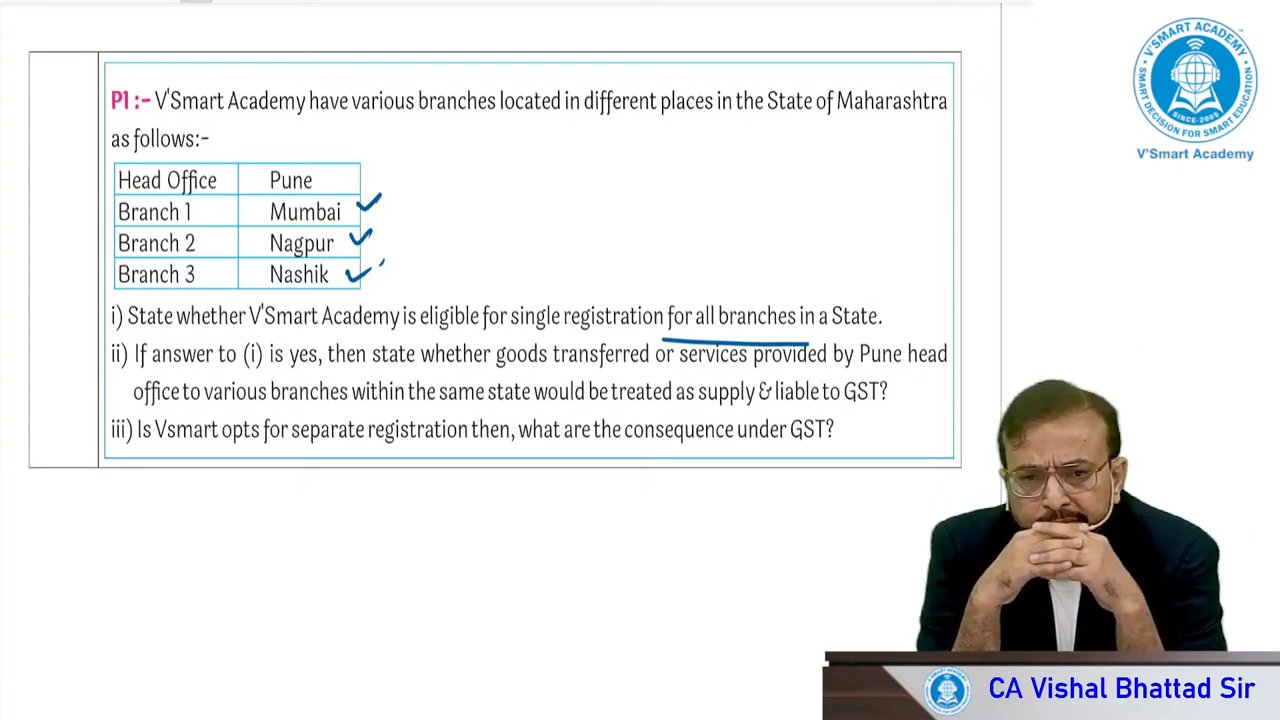 P1 :- V'Smart Academy have various branches located in different places in the State of Maharashtra
as follows:-
Head Office Pune
Branch 1 Mumbai
Branch 2 Nagpur
Branch 3 Nashik
i) State whether V'Smart Academy is eligible for single registration for all branches in a State.
ii) If answer to (i) is yes, then state whether goods transferred or services provided by Pune head
office to various branches within the same state would be treated as supply & liable to GST?
iii) Is Vsmart opts for separate registration then, what are the consequence under GST?
V'SMART ACADEMY
SMART DECISION FOR SMART EDUCATION
SINCE-2005
V'Smart Academy
CA Vishal Bhattad Sir